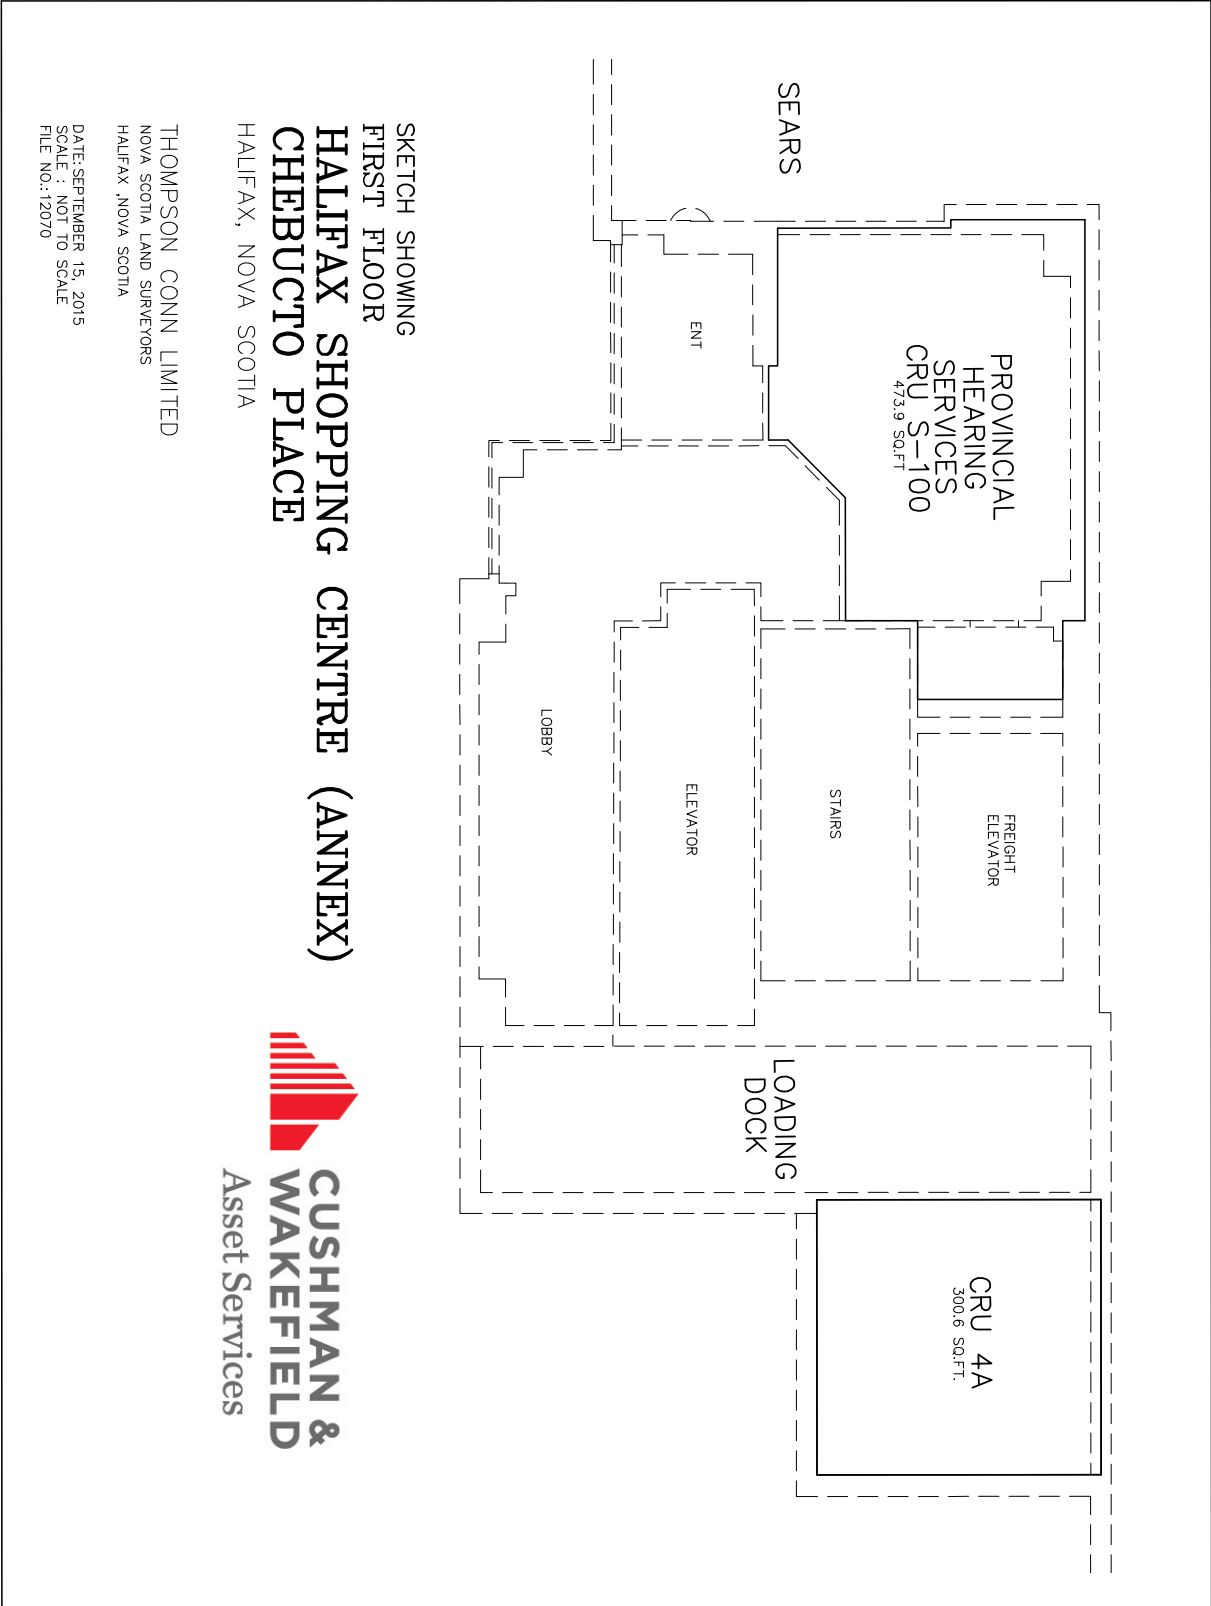 SEARS
PROVINCIAL
HEARING
SERVICES
CRU S-100
473.9 SQ.FT
ENT
FREIGHT
ELEVATOR
STAIRS
ELEVATOR
LOBBY
LOADING
DOCK
CRU 4A
300.6 SQ.FT.
SKETCH SHOWING
FIRST FLOOR
HALIFAX SHOPPING CENTRE (ANNEX)
CHEBUCTO PLACE
HALIFAX, NOVA SCOTIA
THOMPSON CONN LIMITED
NOVA SCOTIA LAND SURVEYORS
HALIFAX ,NOVA SCOTIA
DATE: SEPTEMBER 15, 2015
SCALE : NOT TO SCALE
FILE NO.: 12070
CUSHMAN &
WAKEFIELD
Asset Services